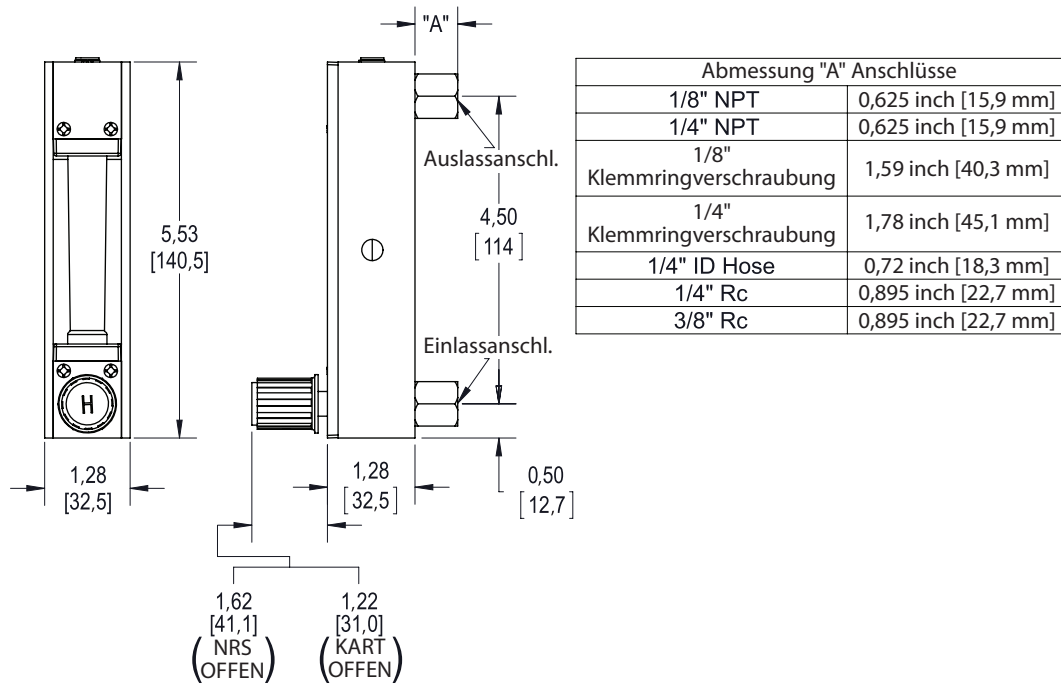 "A"
Auslassanschl.
4,50
[114]
5,53
[140,5]
Einlassanschl.
H
1,28
[32,5]
1,28
[32,5]
0,50
[12,7]
1,62
[41,1]
(NRS
OFFEN)
1,22
[31,0]
(KART
OFFEN)
Abmessung "A" Anschlüsse
1/8" NPT 0,625 inch [15,9 mm]
1/4" NPT 0,625 inch [15,9 mm]
1/8"
Klemmringverschraubung 1,59 inch [40,3 mm]
1/4"
Klemmringverschraubung 1,78 inch [45,1 mm]
1/4" ID Hose 0,72 inch [18,3 mm]
1/4" Rc 0,895 inch [22,7 mm]
3/8" Rc 0,895 inch [22,7 mm]